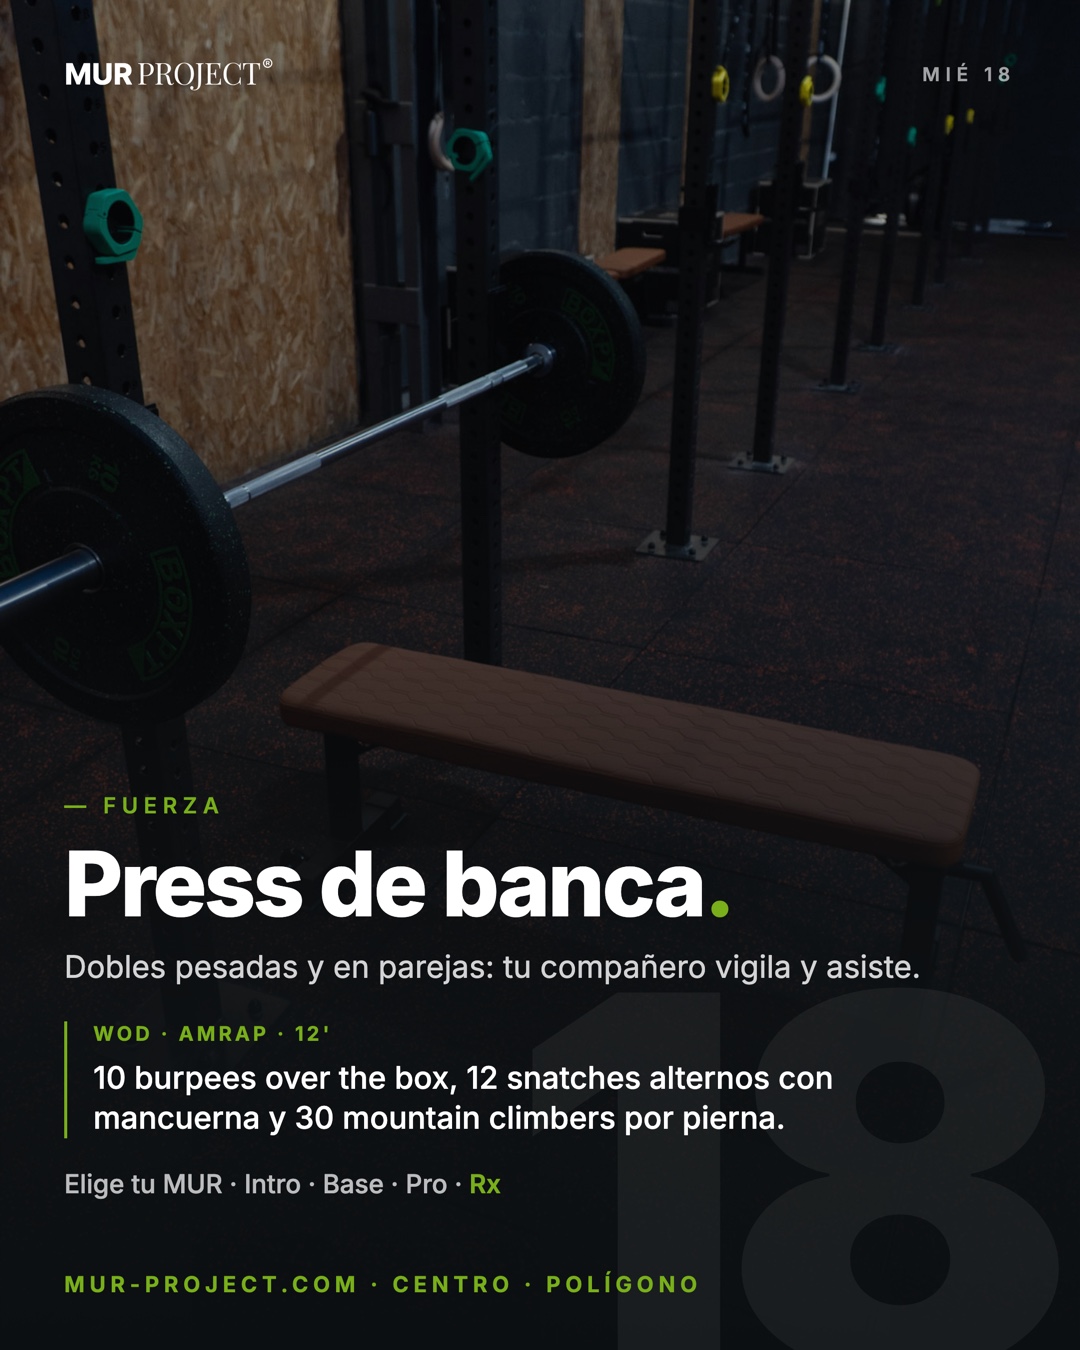 MUR PROJECT®
MIÉ 18
BOXPT
BOXPT
— FUERZA
Press de banca.
Dobles pesadas y en parejas: tu compañero vigila y asiste.
WOD · AMRAP · 12'
10 burpees over the box, 12 snatches alternos con
mancuerna y 30 mountain climbers por pierna.
Elige tu MUR · Intro · Base · Pro · Rx
MUR-PROJECT.COM · CENTRO · POLÍGONO
18